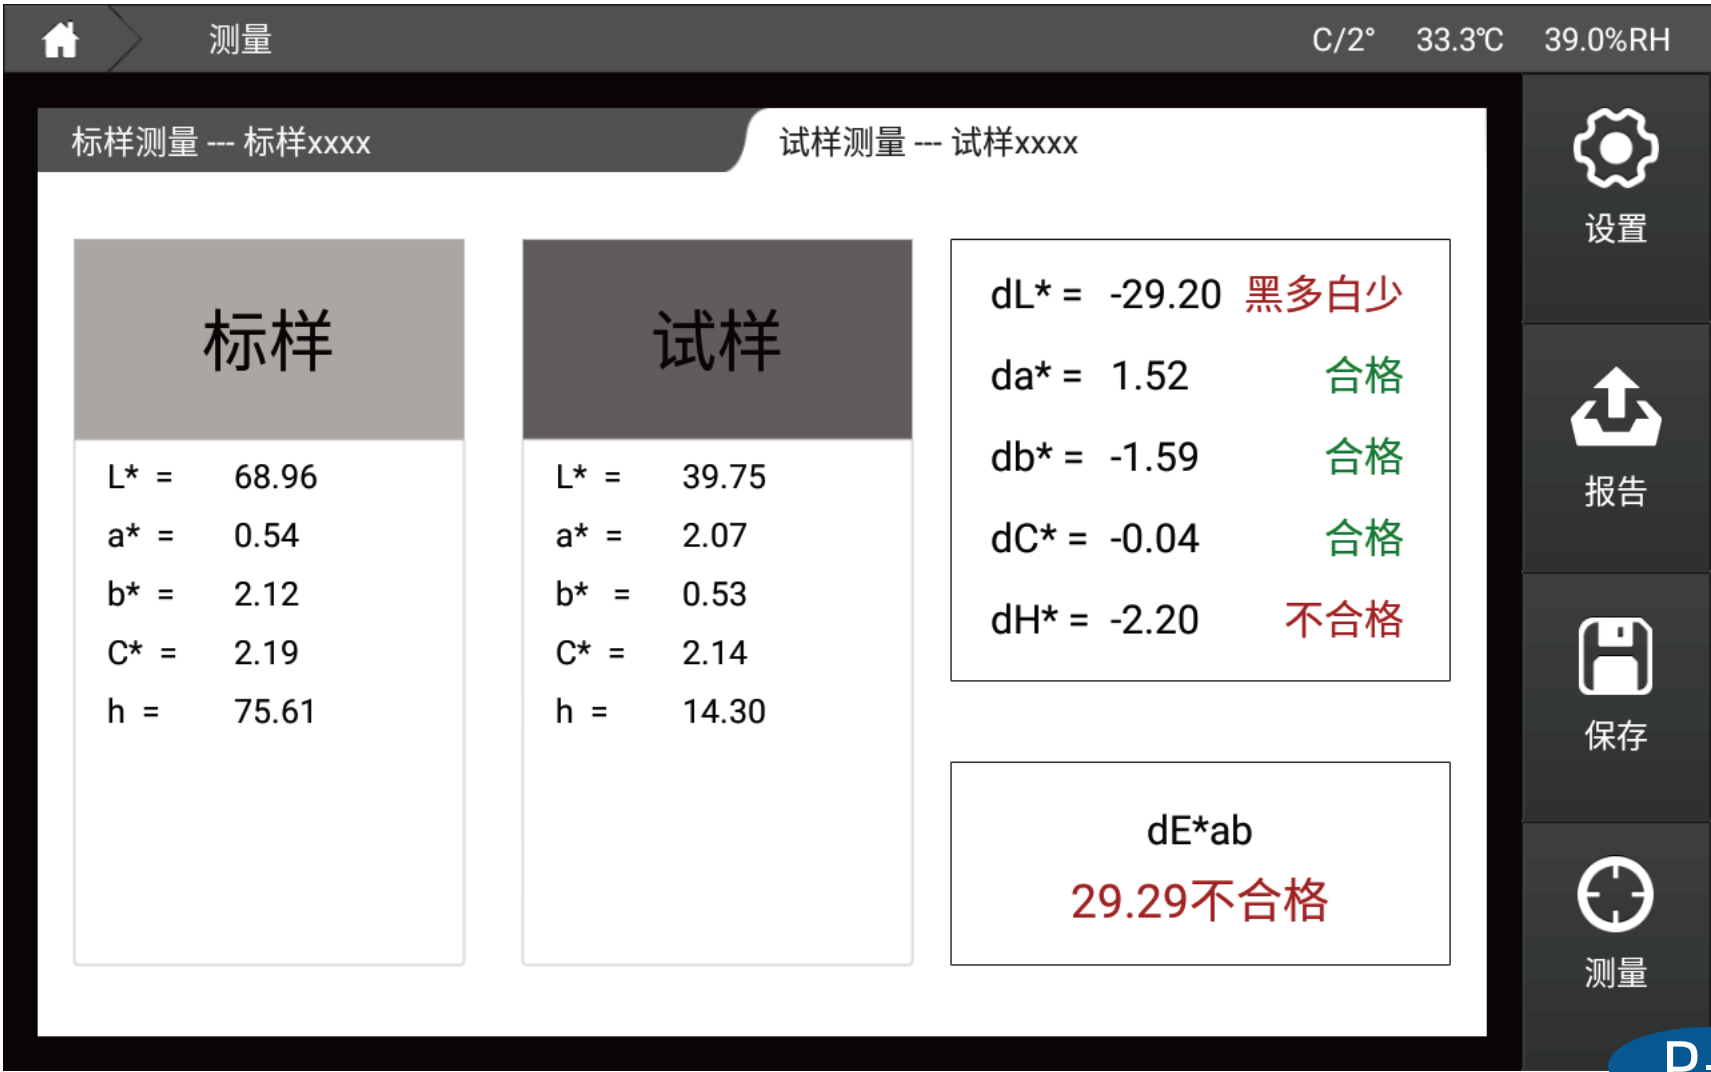 测量
C/2° 33.3℃ 39.0%RH
标样测量 --- 标样xxxx
试样测量 --- 试样xxxx
标样
L* = 68.96
a* = 0.54
b* = 2.12
C* = 2.19
h = 75.61
试样
L* = 39.75
a* = 2.07
b* = 0.53
C* = 2.14
h = 14.30
dL* = -29.20 黑多白少
da* = 1.52 合格
db* = -1.59 合格
dC* = -0.04 合格
dH* = -2.20 不合格
dE*ab
29.29不合格
设置
报告
保存
测量